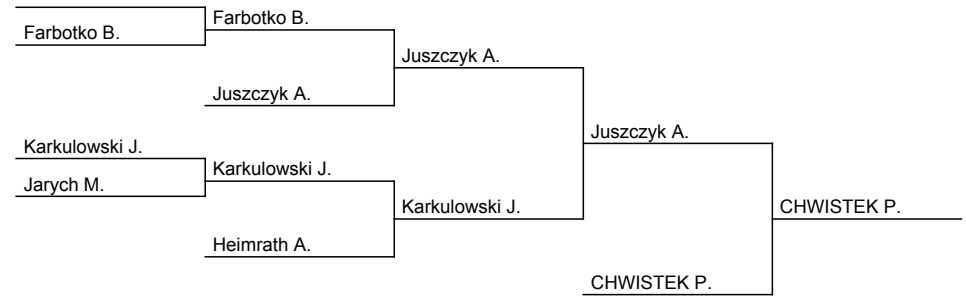 Farbotko B.
Farbotko B.
Juszczyk A.
Juszczyk A.
Juszczyk A.
Karkulowski J.
Karkulowski J.
Jarych M.
Karkulowski J.
CHWISTEK P.
Heimrath A.
CHWISTEK P.